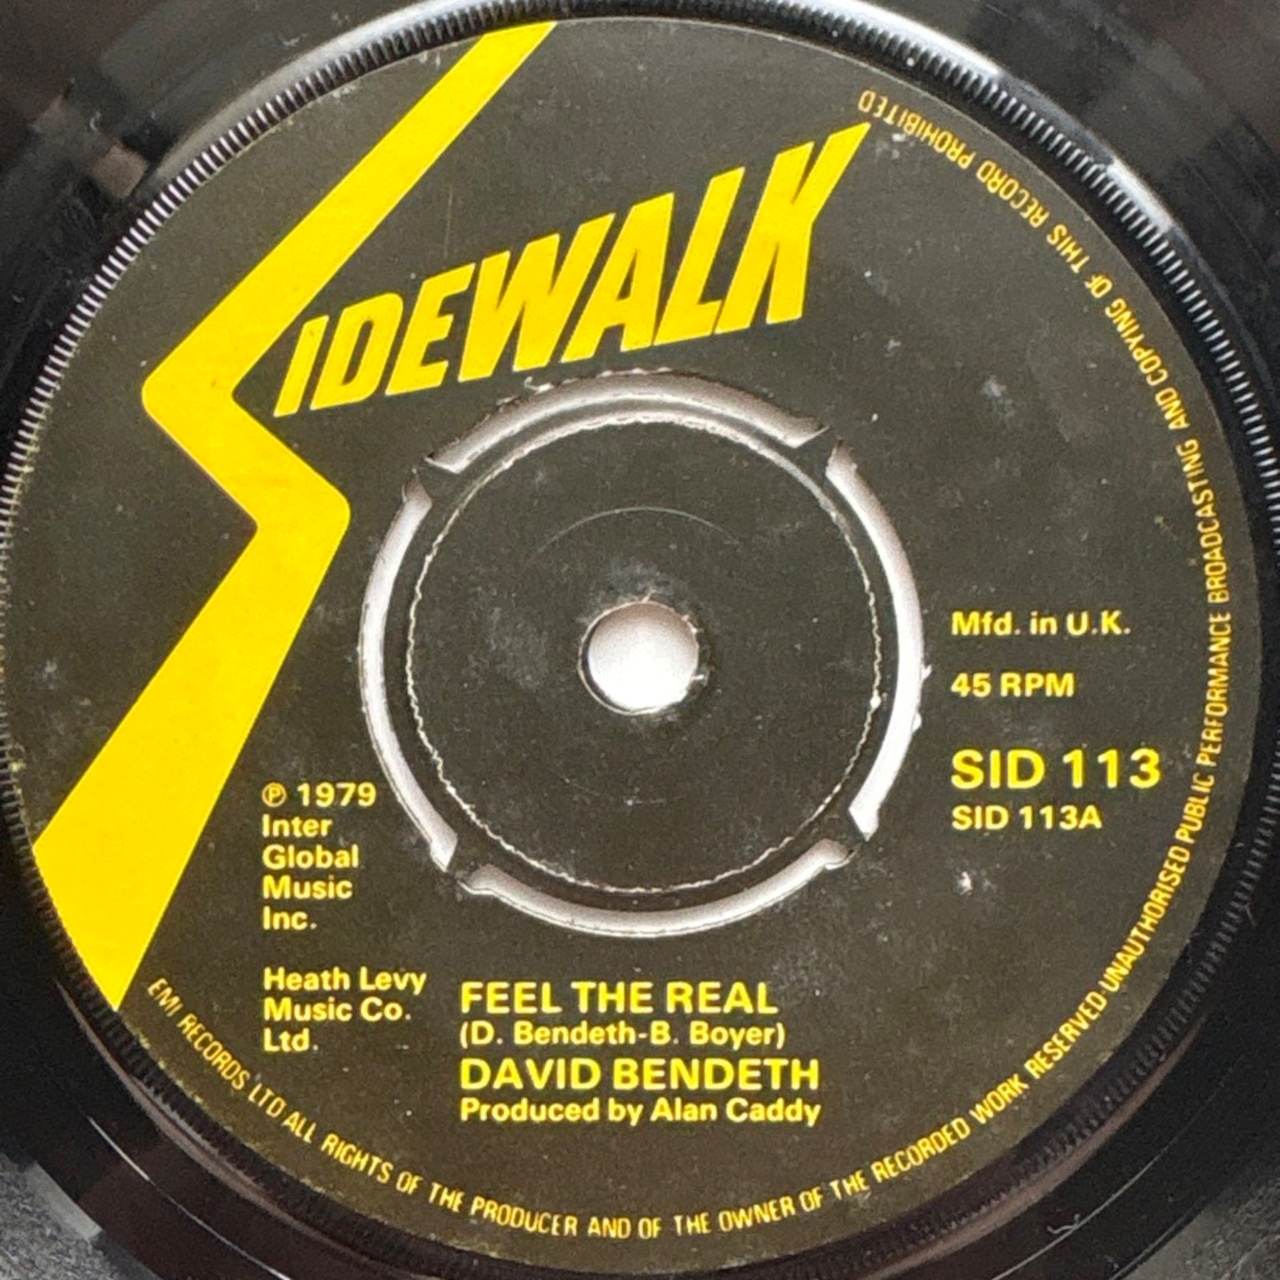 SIDEWALK
Mfd. in U.K.
45 RPM
SID 113
SID 113A
℗ 1979
Inter
Global
Music
Inc.
Heath Levy
Music Co.
Ltd.
FEEL THE REAL
(D. Bendeth-B. Boyer)
DAVID BENDETH
Produced by Alan Caddy
EMI RECORDS LTD ALL RIGHTS OF THE PRODUCER AND OF THE OWNER OF THE RECORDED WORK RESERVED·UNAUTHORISED PUBLIC PERFORMANCE BROADCASTING AND COPYING OF THIS RECORD PROHIBITED